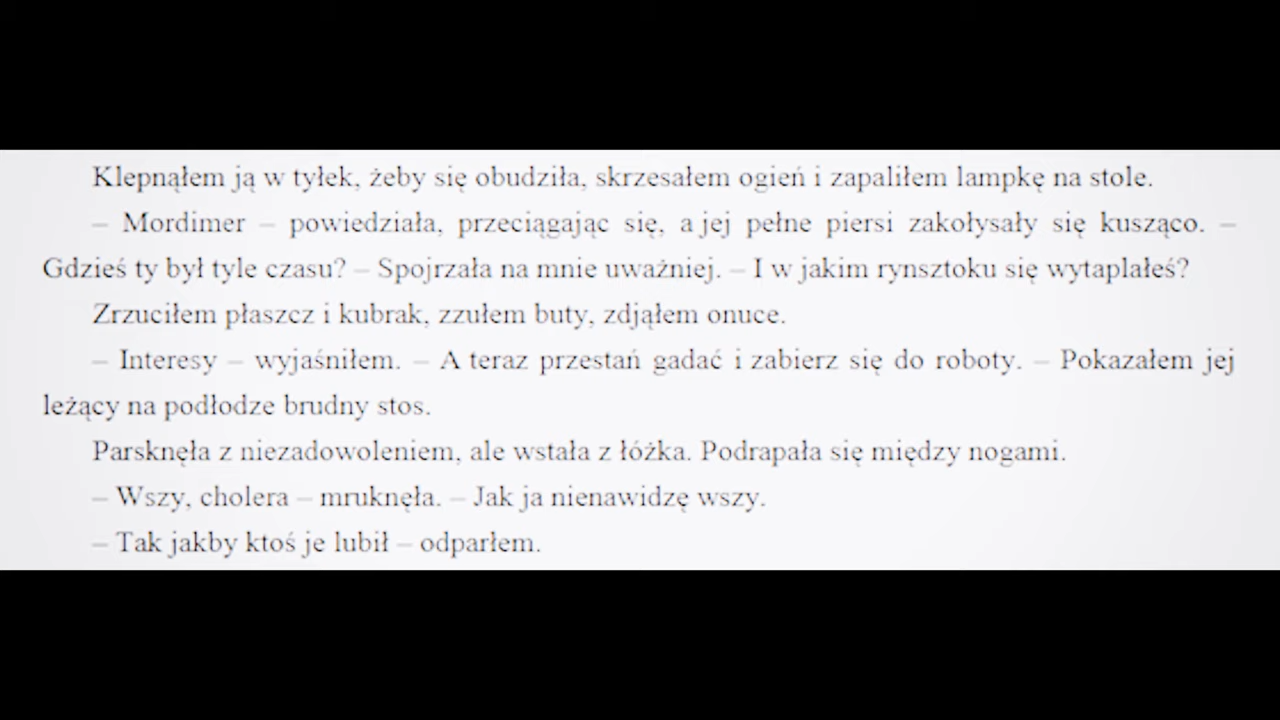 Klepnąłem ją w tyłek, żeby się obudziła, skrzesałem ogień i zapaliłem lampkę na stole.
– Mordimer – powiedziała, przeciągając się, a jej pełne piersi zakołysały się kusząco. –
Gdzieś ty był tyle czasu? – Spojrzała na mnie uważniej. – I w jakim rynsztoku się wytaplałeś?
Zrzuciłem płaszcz i kubrak, zzułem buty, zdjąłem onuce.
– Interesy – wyjaśniłem. – A teraz przestań gadać i zabierz się do roboty. – Pokazałem jej
leżący na podłodze brudny stos.
Parsknęła z niezadowoleniem, ale wstała z łóżka. Podrapała się między nogami.
– Wszy, cholera – mruknęła. – Jak ja nienawidzę wszy.
– Tak jakby ktoś je lubił – odparłem.